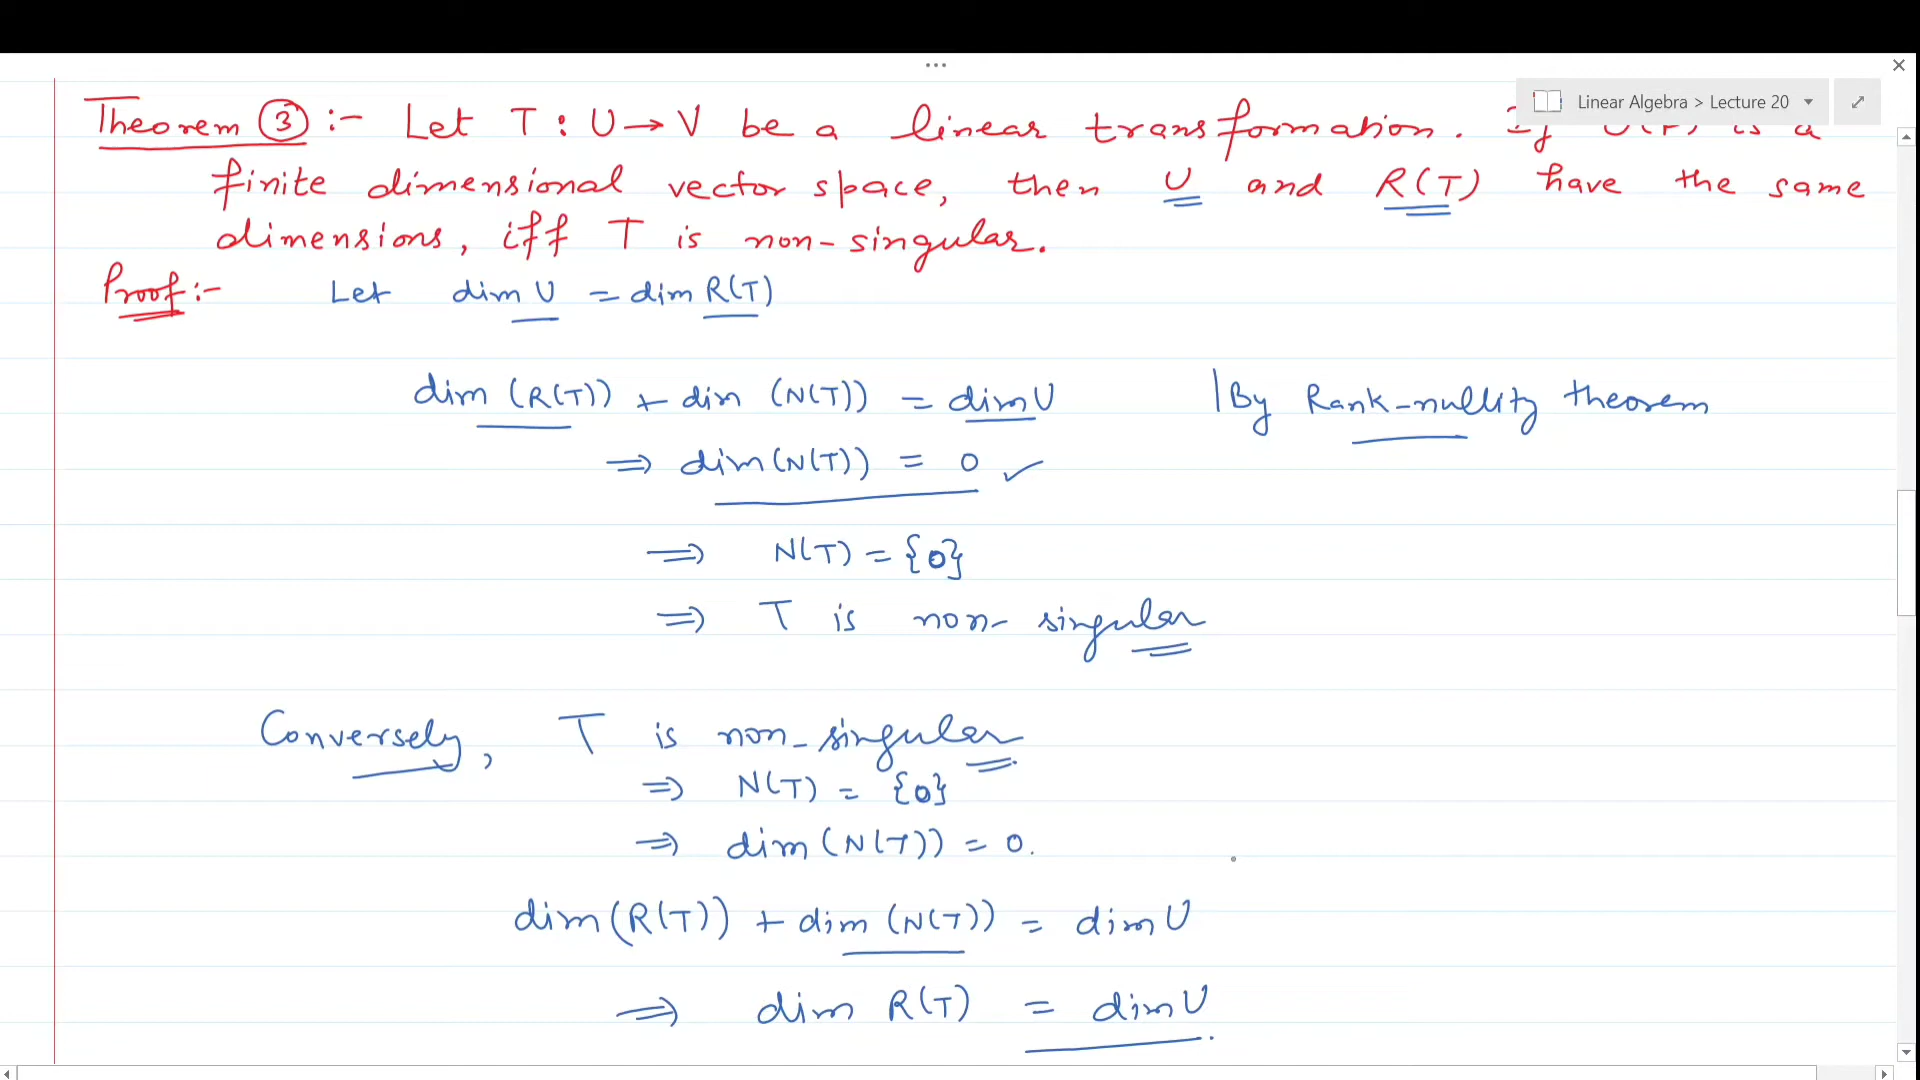 Linear Algebra > Lecture 20
Theorem ③ :- Let T : U → V be a linear transformation. If U(F) is a
finite dimensional vector space, then U and R(T) have the same
dimensions, iff T is non-singular.
Proof :- Let dim U = dim R(T)
dim (R(T)) + dim (N(T)) = dim U | By Rank-nullity theorem
⇒ dim (N(T)) = 0 ✓
⇒ N(T) = {0}
⇒ T is non-singular
Conversely, T is non-singular.
⇒ N(T) = {0}
⇒ dim (N(T)) = 0.
dim (R(T)) + dim (N(T)) = dim U
⇒ dim R(T) = dim U.